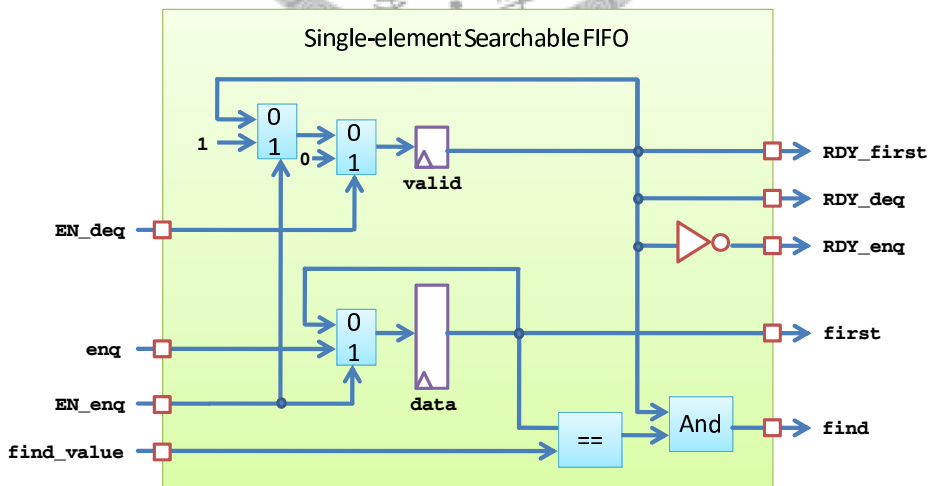 Single-element Searchable FIFO
0
1
1
0
0
1
valid
RDY_first
RDY_deq
EN_deq
RDY_enq
0
1
first
enq
EN_enq
data
find_value
==
And
find